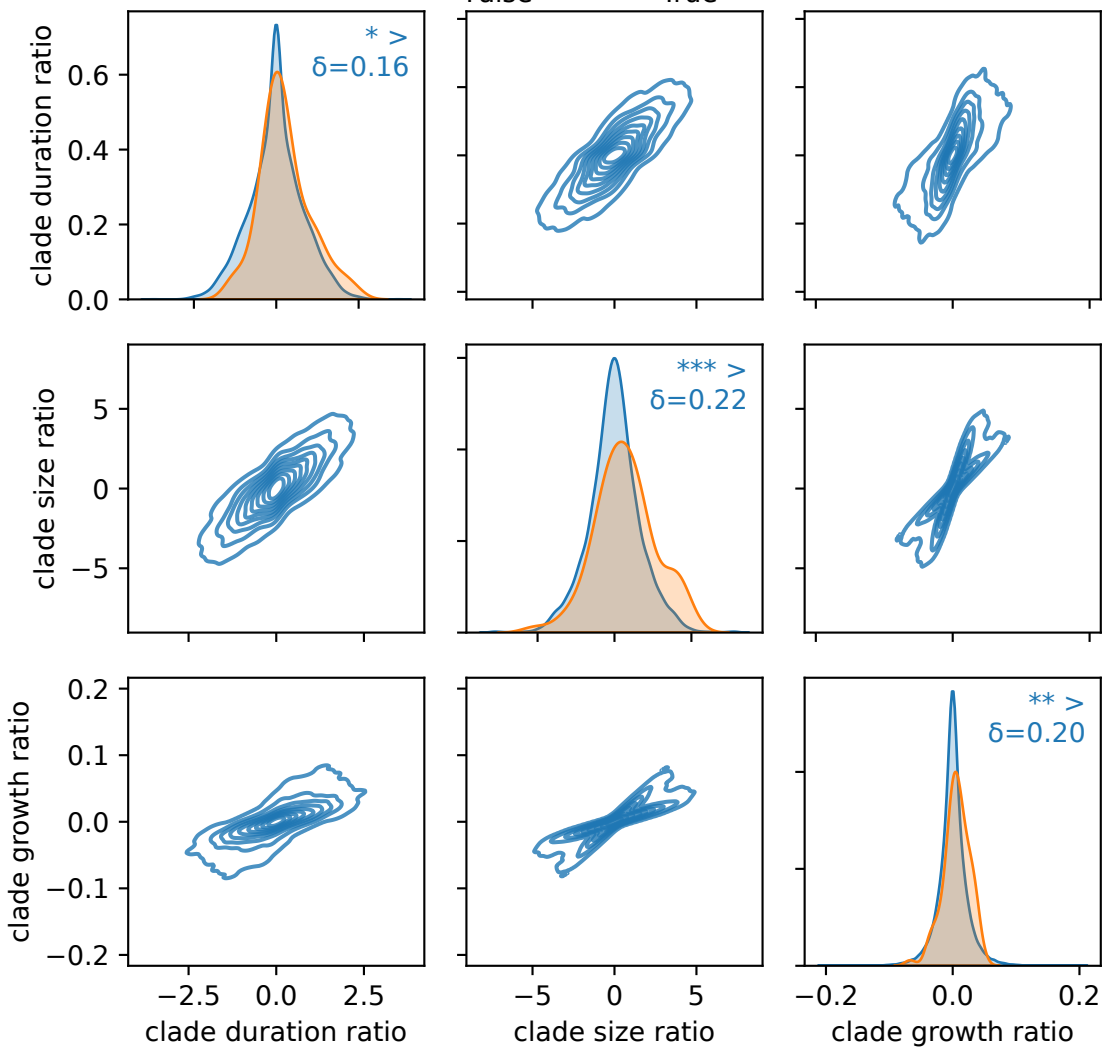 clade duration ratio
0.6
0.4
0.2
0.0
* >
δ=0.16
clade size ratio
5
0
−5
*** >
δ=0.22
clade growth ratio
0.2
0.1
0.0
−0.1
−0.2
** >
δ=0.20
−2.5 0.0 2.5
−5 0 5
−0.2 0.0 0.2
clade duration ratio
clade size ratio
clade growth ratio